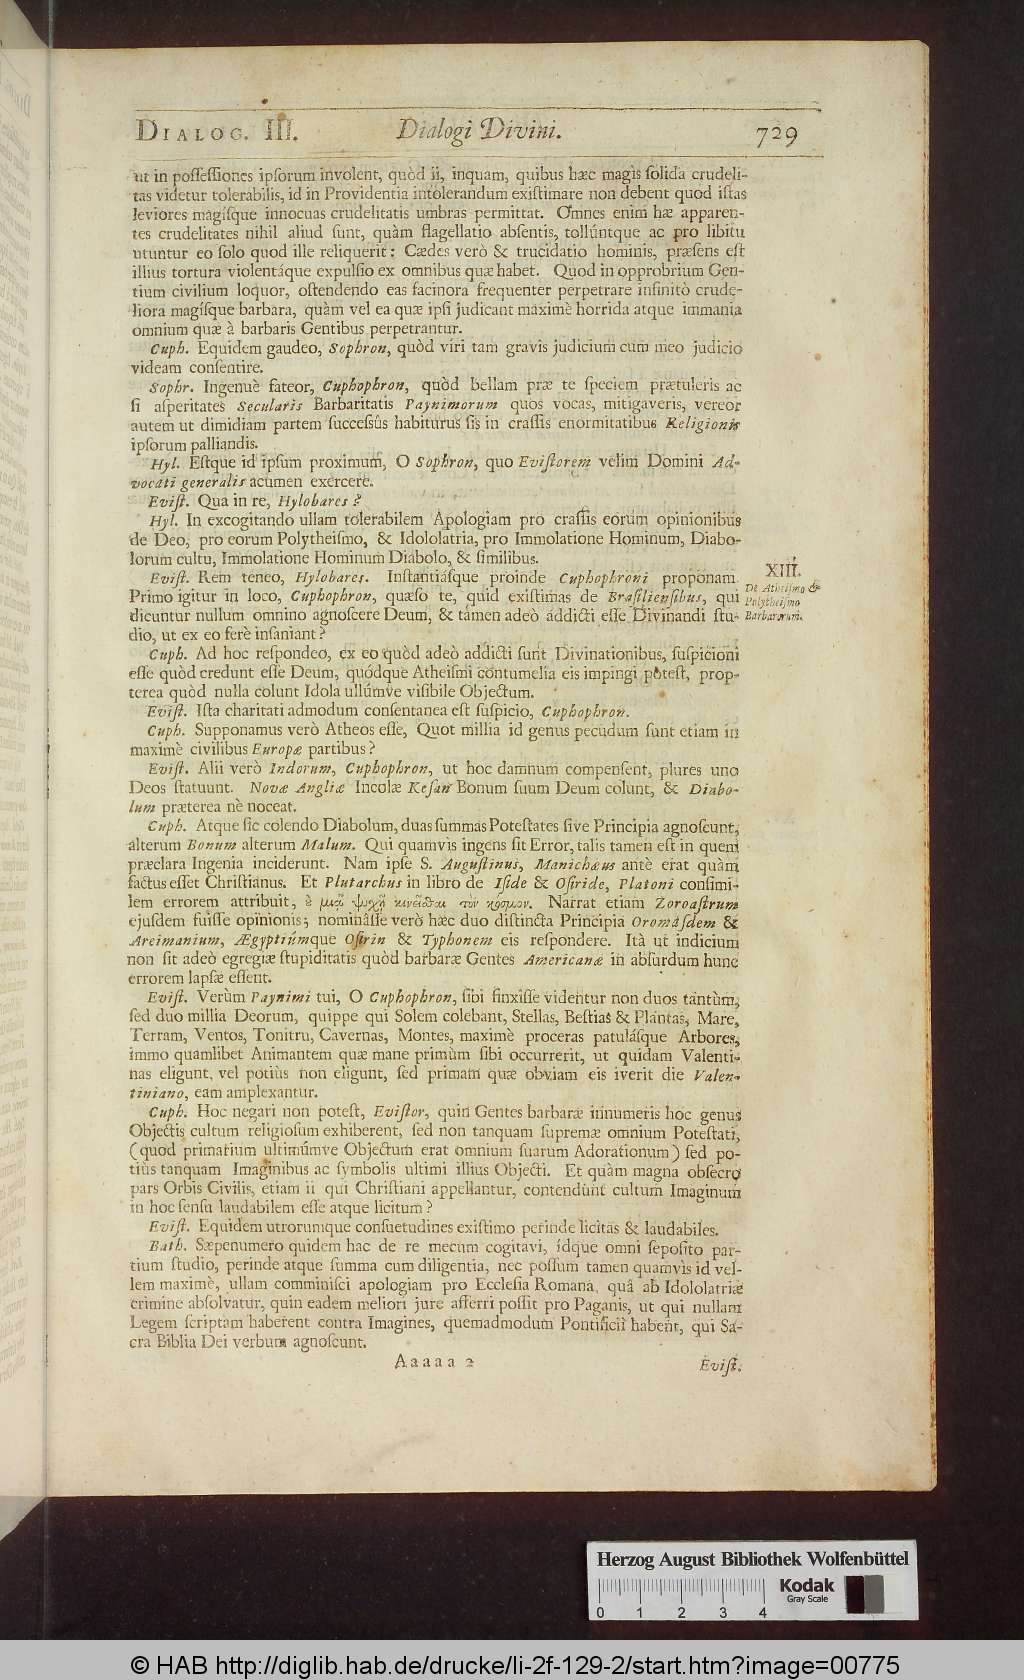 DIALOG. III. Dialogi Divini. 729
ut in possessiones ipsorum involent, quòd ii, inquam, quibus hæc magìs solida crudeli-
tas videtur tolerabilis, id in Providentia intolerandum existimare non debent quod istas
leviores magísque innocuas crudelitatis umbras permittat. Omnes enim hæ apparen-
tes crudelitates nihil aliud sunt, quàm flagellatio absentis, tollúntque ac pro libitu
utuntur eo solo quod ille reliquerit: Cædes verò & trucidatio hominis, præsens est
illius tortura violentáque expulsio ex omnibus quæ habet. Quod in opprobrium Gen-
tium civilium loquor, ostendendo eas facinora frequenter perpetrare infinitò crude-
liora magísque barbara, quàm vel ea quæ ipsi judicant maximè horrida atque immania
omnium quæ à barbaris Gentibus perpetrantur.
Cuph. Equidem gaudeo, Sophron, quòd viri tam gravis judicium cum meo judicio
videam consentire.
Sophr. Ingenuè fateor, Cuphophron, quòd bellam præ te speciem prætuleris ac
si asperitates Secularis Barbaritatis Paynimorum quos vocas, mitigaveris, vereor
autem ut dimidiam partem successûs habiturus sis in crassis enormitatibus Religionis
ipsorum palliandis.
Hyl. Estque id ipsum proximum, O Sophron, quo Evistorem velim Domini Ad-
vocati generalis acumen exercere.
Evist. Qua in re, Hylobares?
Hyl. In excogitando ullam tolerabilem Apologiam pro crassis eorum opinionibus
de Deo, pro eorum Polytheismo, & Idololatria, pro Immolatione Hominum, Diabo-
lorum cultu, Immolatione Hominum Diabolo, & similibus.
Evist. Rem teneo, Hylobares. Instantiásque proinde Cuphophroni proponam.
Primo igitur in loco, Cuphophron, quæso te, quid existimas de Brasiliensibus, qui
dicuntur nullum omnino agnoscere Deum, & tamen adeò addicti esse Divinandi stu-
dio, ut ex eo ferè insaniant?
XIII.
De Atheismo &
Polytheismo
Barbarorum.
Cuph. Ad hoc respondeo, ex eo quòd adeò addicti sunt Divinationibus, suspicioni
esse quòd credunt esse Deum, quódque Atheismi contumelia eis impingi potest, prop-
terea quòd nulla colunt Idola ullúmve visibile Objectum.
Evist. Ista charitati admodum consentanea est suspicio, Cuphophron.
Cuph. Supponamus verò Atheos esse, Quot millia id genus pecudum sunt etiam in
maximè civilibus Europæ partibus?
Evist. Alii verò Indorum, Cuphophron, ut hoc damnum compensent, plures uno
Deos statuunt. Novæ Angliæ Incolæ Kesan Bonum suum Deum colunt, & Diabo-
lum præterea nè noceat.
Cuph. Atque sic colendo Diabolum, duas summas Potestates sive Principia agnoscunt,
alterum Bonum alterum Malum. Qui quamvìs ingens sit Error, talis tamen est in quem
præclara Ingenia inciderunt. Nam ipse S. Augustinus, Manichæus antè erat quàm
factus esset Christianus. Et Plutarchus in libro de Iside & Osiride, Platoni consimi-
lem errorem attribuit, ψυχῇ κινεῖσθαι τὸν κόσμον. Narrat etiam Zoroastrum
ejusdem fuisse opinionis; nominâsse verò hæc duo distincta Principia Oromásdem &
Areimanium, Ægyptiúmque Osirin & Typhonem eis respondere. Ità ut indicium
non sit adeò egregiæ stupiditatis quòd barbaræ Gentes Americanæ in absurdum hunc
errorem lapsæ essent.
Evist. Verùm Paynimi tui, O Cuphophron, sibi finxisse videntur non duos tantùm,
sed duo millia Deorum, quippe qui Solem colebant, Stellas, Bestias & Plantas, Mare,
Terram, Ventos, Tonitru, Cavernas, Montes, maximè proceras patulásque Arbores,
immo quamlibet Animantem quæ mane primùm sibi occurrerit, ut quidam Valenti-
nas eligunt, vel potiùs non eligunt, sed primam quæ obviam eis iverit die Valen-
tiniano, eam amplexantur.
Cuph. Hoc negari non potest, Evistor, quin Gentes barbaræ innumeris hoc genus
Objectis cultum religiosum exhiberent, sed non tanquam supremæ omnium Potestati,
(quod primatium ultimúmve Objectum erat omnium suarum Adorationum) sed po-
tiùs tanquam Imaginibus ac symbolis ultimi illius Objecti. Et quàm magna obsecro
pars Orbis Civilis, etiam ii qui Christiani appellantur, contendunt cultum Imaginum
in hoc sensu laudabilem esse atque licitum?
Evist. Equidem utrorumque consuetudines existimo perinde licitas & laudabiles.
Bath. Sæpenumero quidem hac de re mecum cogitavi, ídque omni seposito par-
tium studio, perinde atque summa cum diligentia, nec possum tamen quamvis id vel-
lem maximè, ullam comminisci apologiam pro Ecclesia Romana, quâ ab Idololatriæ
crimine absolvatur, quin eadem meliori jure afferri possit pro Paganis, ut qui nullam
Legem scriptam haberent contra Imagines, quemadmodum Pontificii habent, qui Sa-
cra Biblia Dei verbum agnoscunt.
Aaaaa 2 Evist.
Herzog August Bibliothek Wolfenbüttel
0 1 2 3 4
Kodak
Gray Scale
© HAB http://diglib.hab.de/drucke/li-2f-129-2/start.htm?image=00775